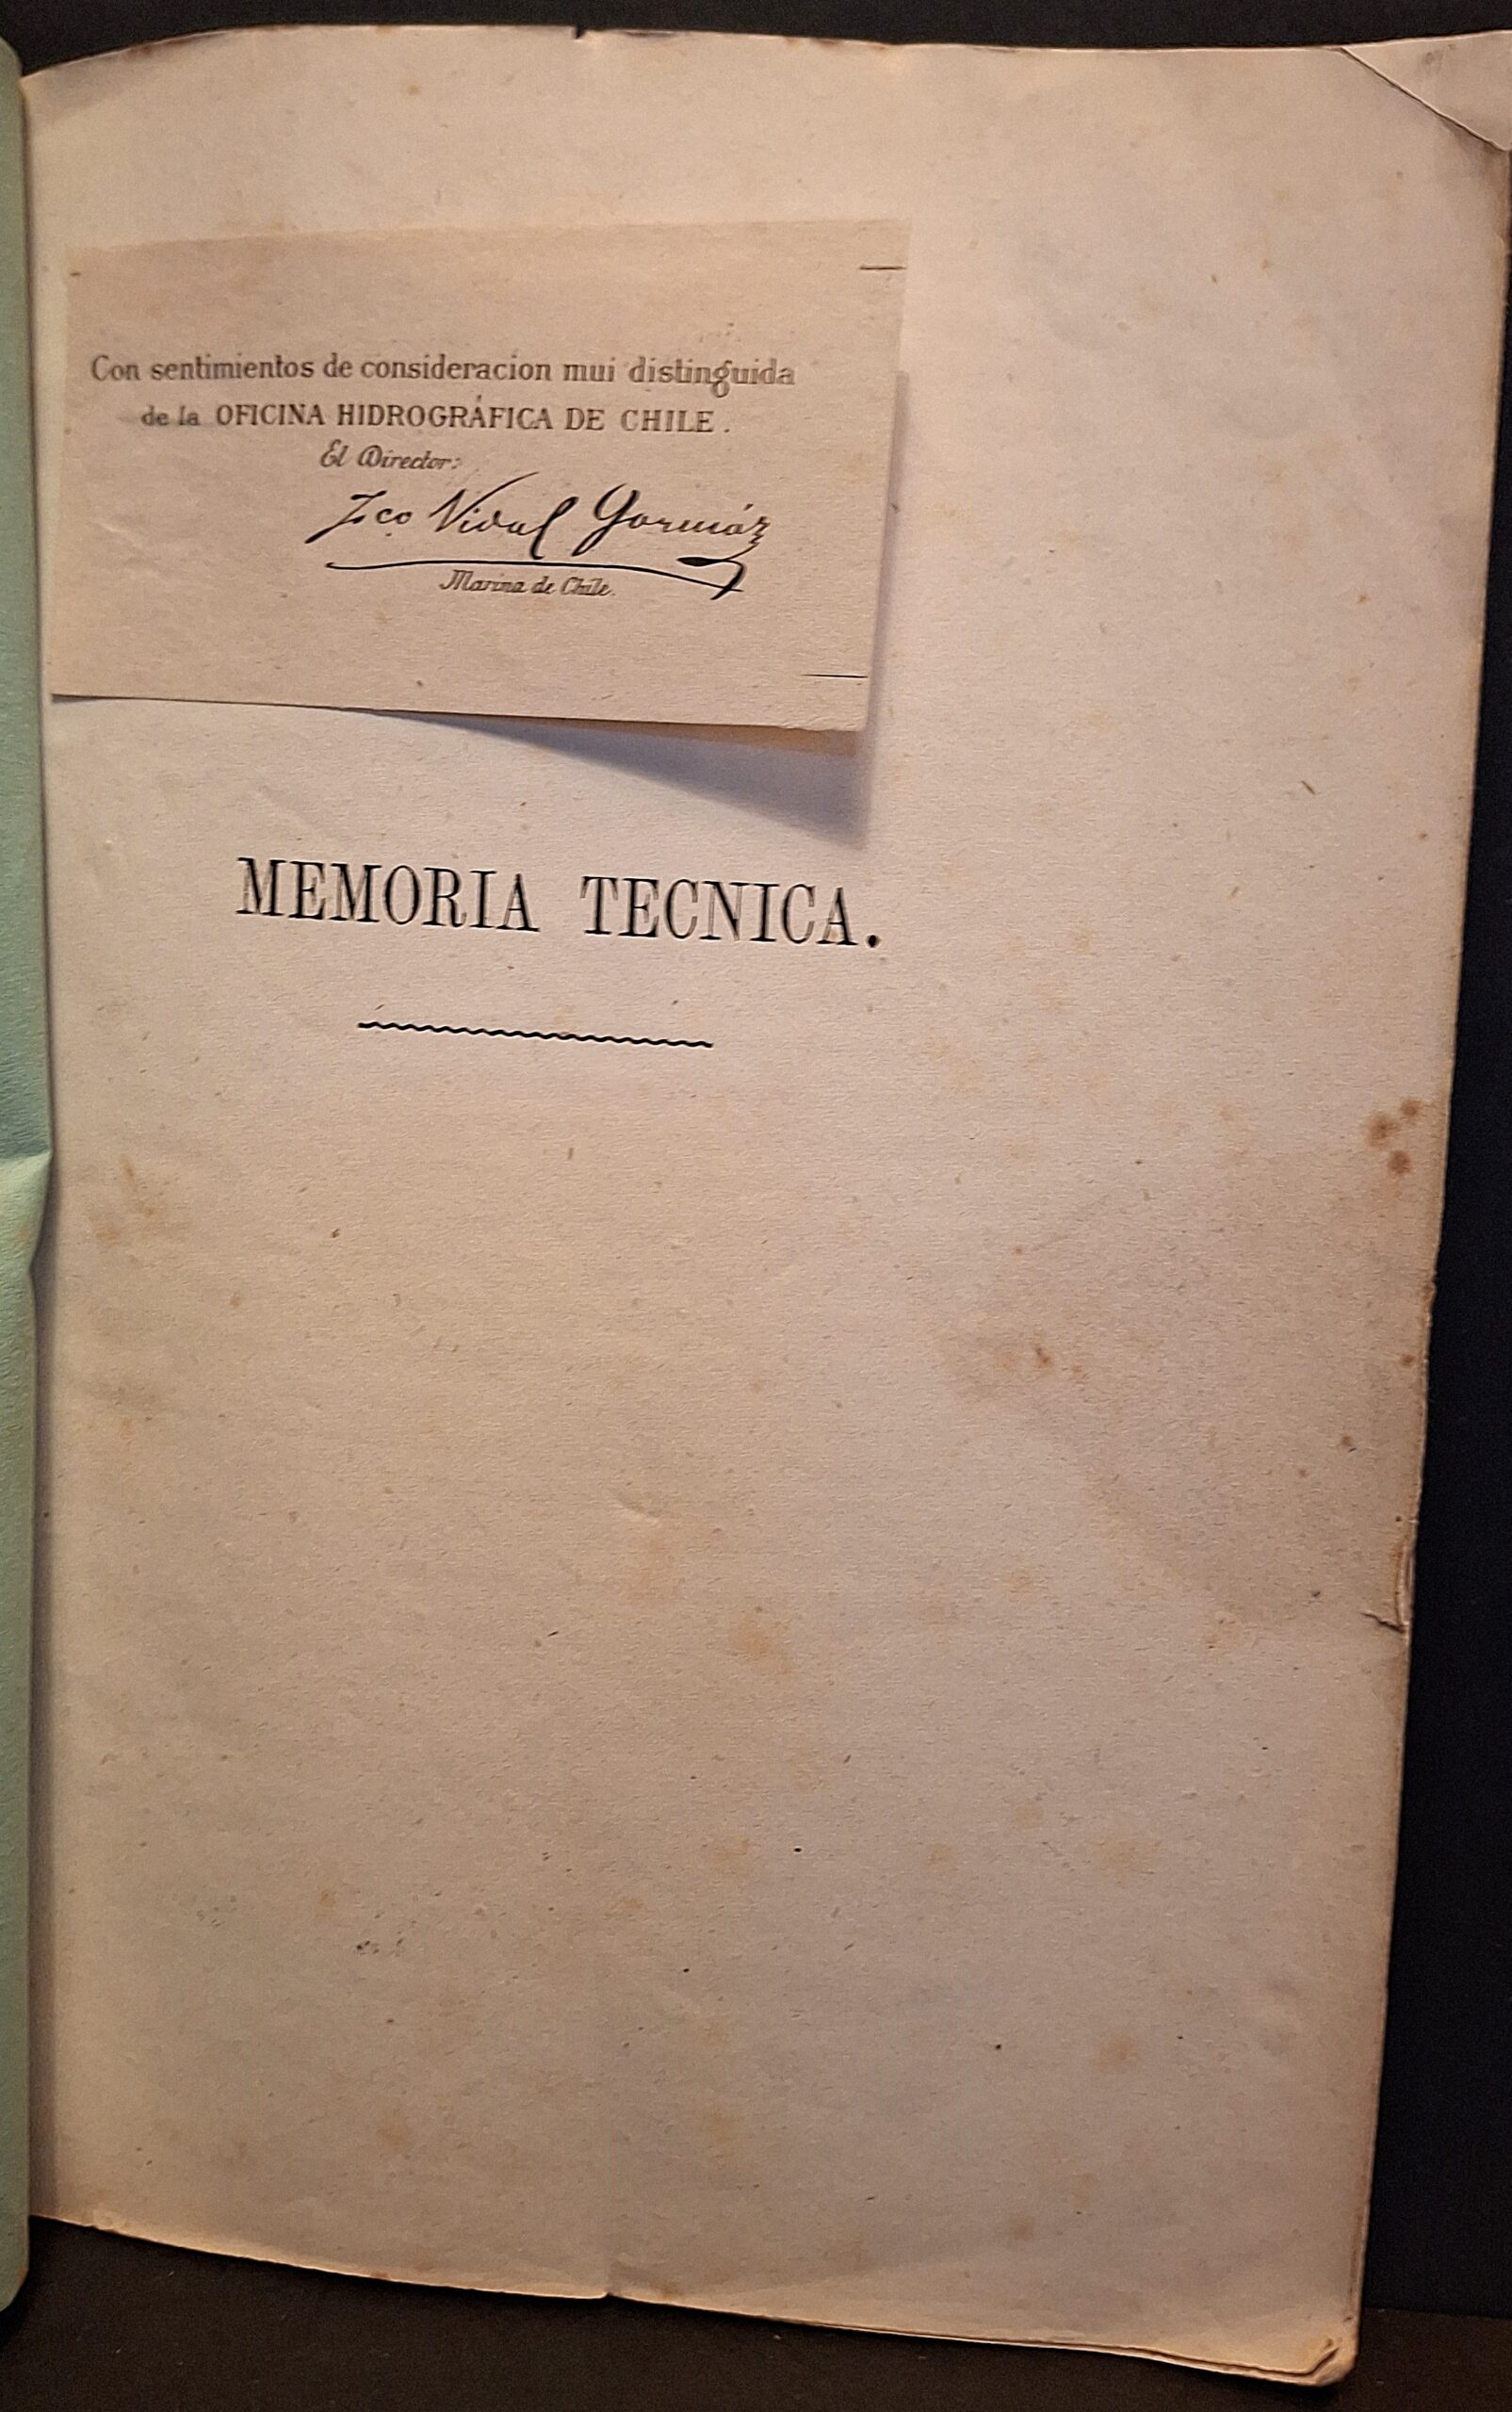 Con sentimientos de consideracion mui distinguida
de la OFICINA HIDROGRÁFICA DE CHILE.
El Director:
Fco Vidal Gormáz
Marina de Chile.
MEMORIA TECNICA.